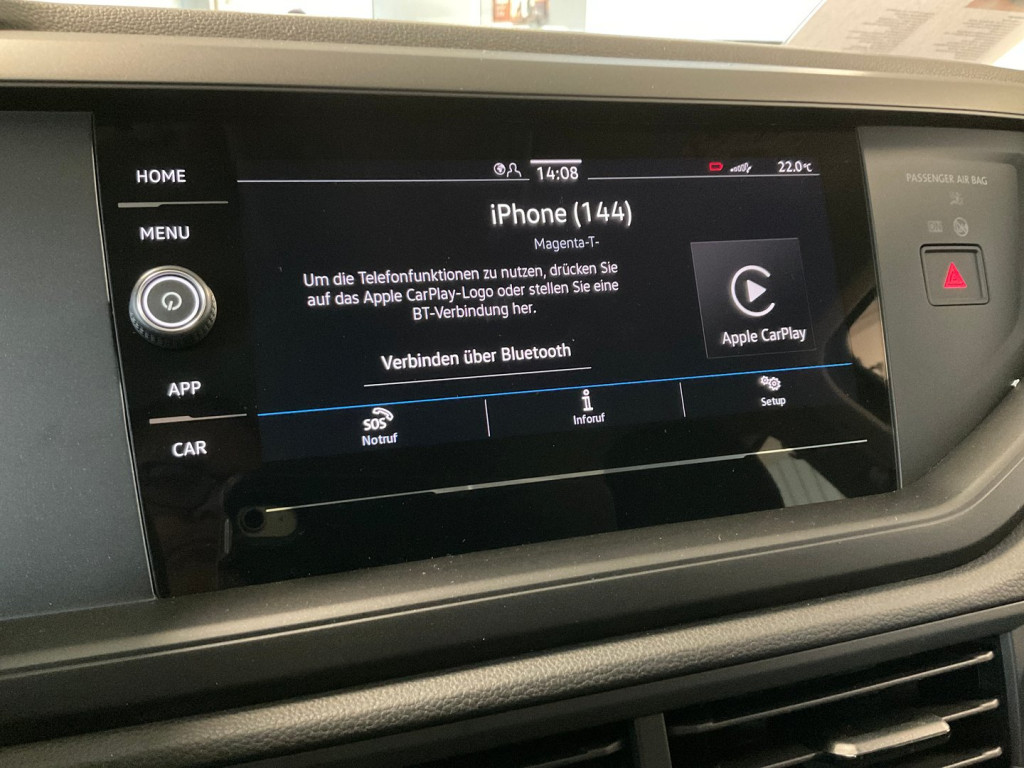 HOME
MENU
APP
CAR
14:08
22.0°C
iPhone (144)
Magenta-T-
Um die Telefonfunktionen zu nutzen, drücken Sie
auf das Apple CarPlay-Logo oder stellen Sie eine
BT-Verbindung her.
Verbinden über Bluetooth
Apple CarPlay
SOS
Notruf
Inforuf
Setup
PASSENGER AIR BAG